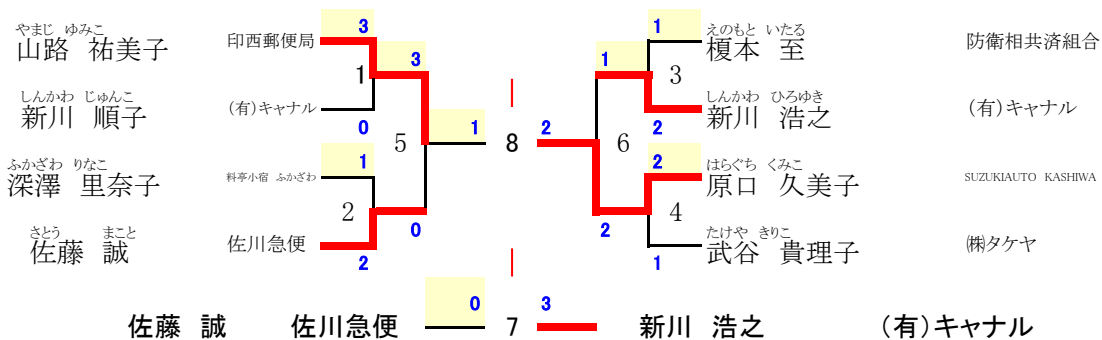 やまじ ゆみこ
山路 祐美子 印西郵便局 3
1 3
しんかわ じゅんこ
新川 順子 (有)キャナル 0
5 1
ふかざわ りなこ
深澤 里奈子 料亭小宿 ふかざわ 1
2 0
さとう まこと
佐藤 誠 佐川急便 2
8
1 えのもと いたる
榎本 至 防衛相共済組合
1 3
2 しんかわ ひろゆき
新川 浩之 (有)キャナル
2 6
2 はらぐち くみこ
原口 久美子 SUZUKIAUTO KASHIWA
2 4
1 たけや きりこ
武谷 貴理子 ㈱タケヤ
0 3
佐藤 誠 佐川急便 7 新川 浩之 (有)キャナル